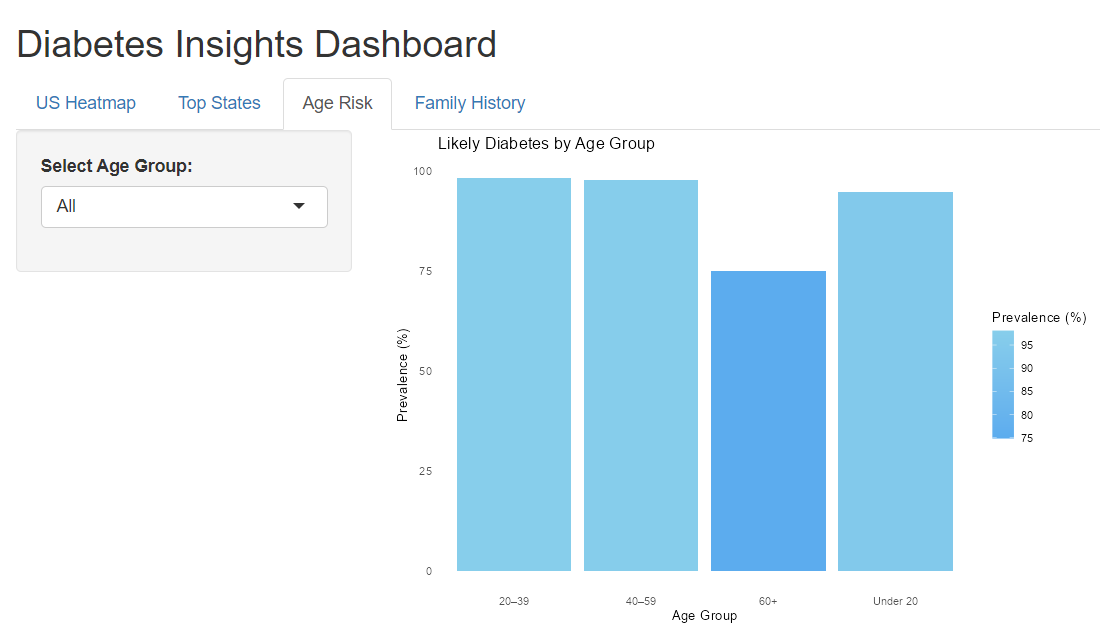 Diabetes Insights Dashboard
US Heatmap Top States Age Risk Family History
Select Age Group:
All
Likely Diabetes by Age Group
Prevalence (%)
100
75
50
25
0
20–39 40–59 60+ Under 20
Age Group
Prevalence (%)
95
90
85
80
75